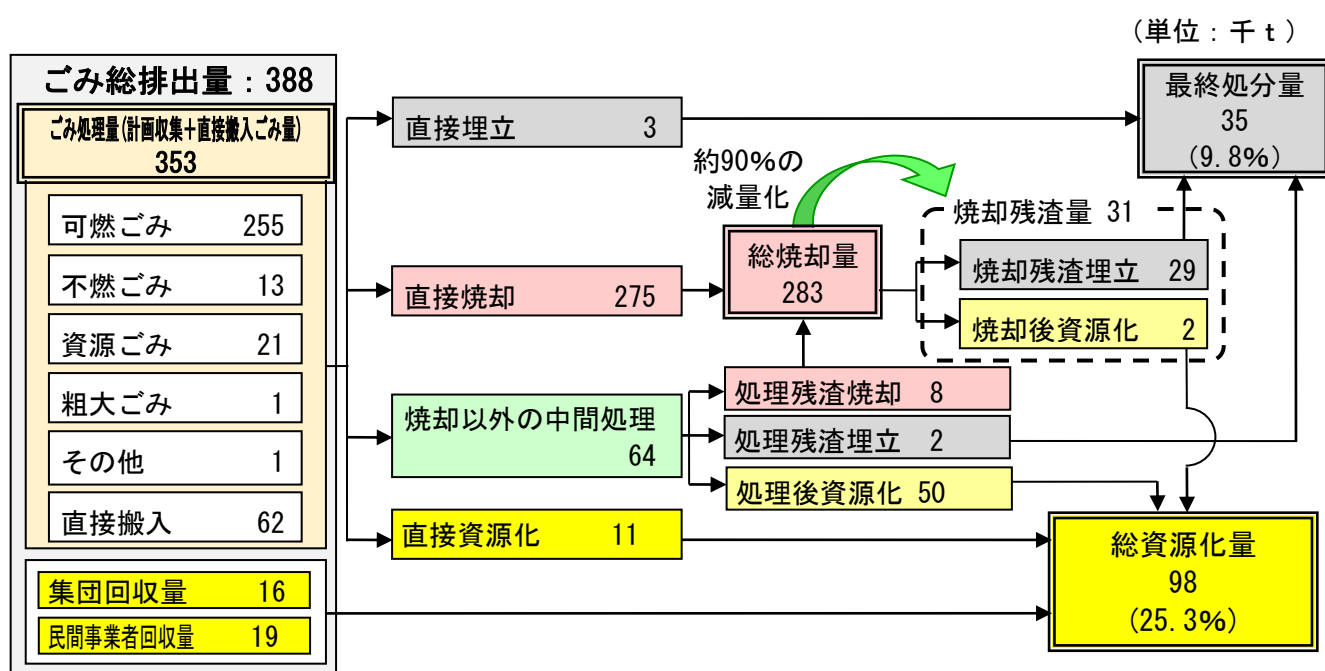 (単位:千t)
ごみ総排出量:388
ごみ処理量(計画収集+直接搬入ごみ量)
353
可燃ごみ 255
不燃ごみ 13
資源ごみ 21
粗大ごみ 1
その他 1
直接搬入 62
集団回収量 16
民間事業者回収量 19
直接埋立 3
直接焼却 275
焼却以外の中間処理
64
直接資源化 11
約90%の
減量化
総焼却量
283
処理残渣焼却 8
処理残渣埋立 2
処理後資源化 50
焼却残渣量 31
焼却残渣埋立 29
焼却後資源化 2
最終処分量
35
(9.8%)
総資源化量
98
(25.3%)